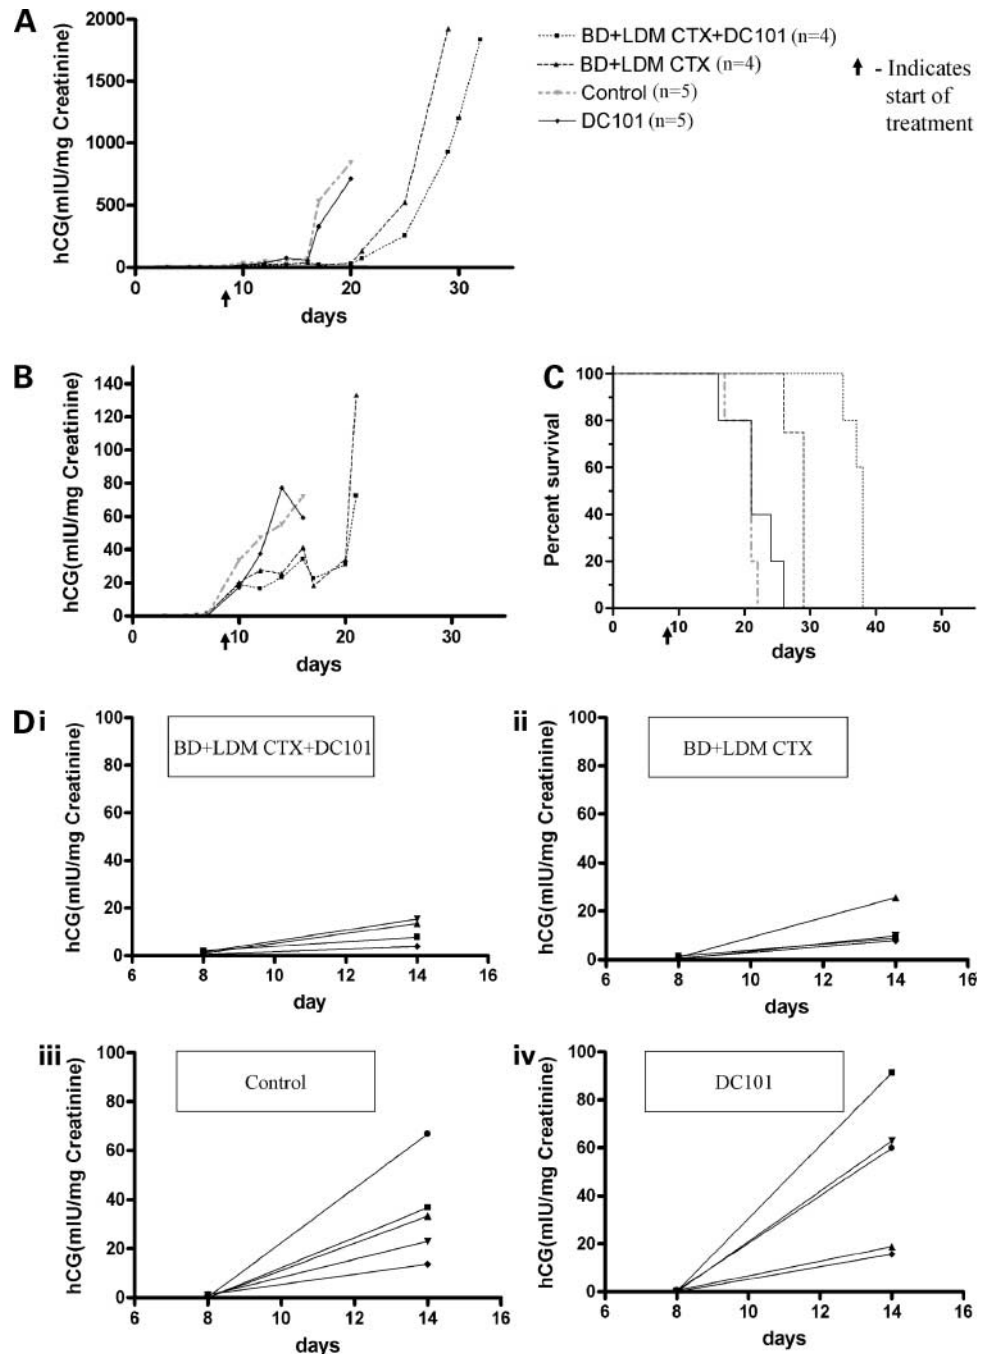 A
hCG(mIU/mg Creatinine)
2000
1500
1000
500
0
0 10 20 30
days
BD+LDM CTX+DC101 (n=4)
BD+LDM CTX (n=4)
Control (n=5)
DC101 (n=5)
- Indicates
start of
treatment
B
hCG(mIU/mg Creatinine)
140
120
100
80
60
40
20
0
0 10 20 30
days
C
Percent survival
100
80
60
40
20
0
0 10 20 30 40 50
days
D i
BD+LDM CTX+DC101
hCG(mIU/mg Creatinine)
100
80
60
40
20
0
6 8 10 12 14 16
day
ii
BD+LDM CTX
hCG(mIU/mg Creatinine)
100
80
60
40
20
0
6 8 10 12 14 16
days
iii
Control
hCG(mIU/mg Creatinine)
100
80
60
40
20
0
6 8 10 12 14 16
days
iv
DC101
hCG(mIU/mg Creatinine)
100
80
60
40
20
0
6 8 10 12 14 16
days